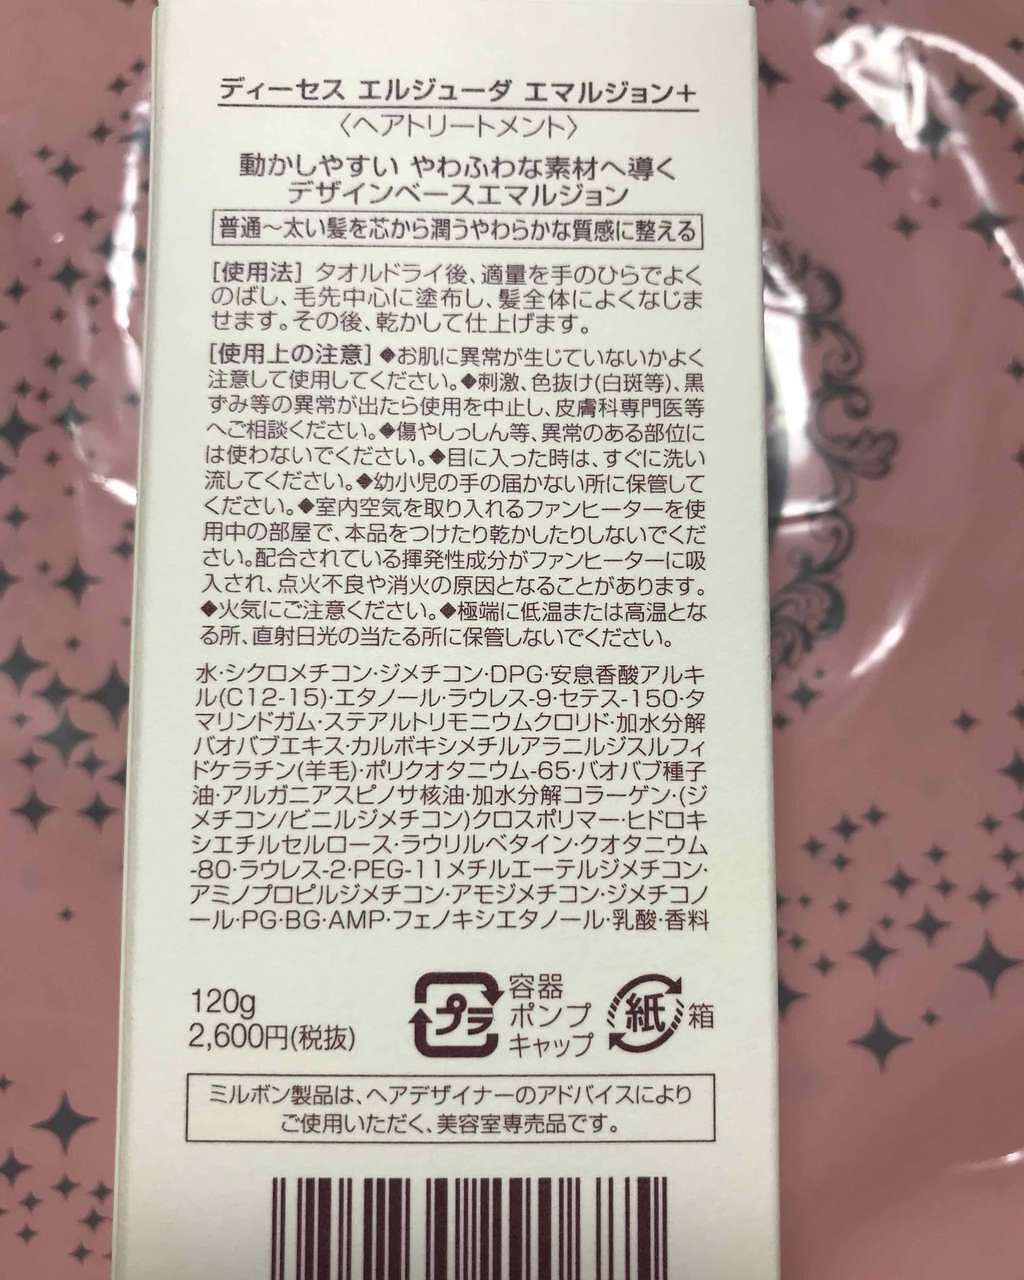 ディーセス エルジューダ エマルジョン＋
〈ヘアトリートメント〉
動かしやすい やわふわな素材へ導く
デザインベースエマルジョン
普通～太い髪を芯から潤うやわらかな質感に整える
［使用法］ タオルドライ後、適量を手のひらでよく
のばし、毛先中心に塗布し、髪全体によくなじま
せます。その後、乾かして仕上げます。
［使用上の注意］◆お肌に異常が生じていないかよく
注意して使用してください。◆刺激、色抜け(白斑等)、黒
ずみ等の異常が出たら使用を中止し、皮膚科専門医等
へご相談ください。◆傷やしっしん等、異常のある部位に
は使わないでください。◆目に入った時は、すぐに洗い
流してください。◆幼小児の手の届かない所に保管して
ください。◆室内空気を取り入れるファンヒーターを使
用中の部屋で、本品をつけたり乾かしたりしないでくだ
さい。配合されている揮発性成分がファンヒーターに吸
入され、点火不良や消火の原因となることがあります。
◆火気にご注意ください。◆極端に低温または高温とな
る所、直射日光の当たる所に保管しないでください。
水・シクロメチコン・ジメチコン・DPG・安息香酸アルキ
ル(C12-15)・エタノール・ラウレス-9・セテス-150・タ
マリンドガム・ステアルトリモニウムクロリド・加水分解
バオバブエキス・カルボキシメチルアラニルジスルフィ
ドケラチン(羊毛)・ポリクオタニウム-65・バオバブ種子
油・アルガニアスピノサ核油・加水分解コラーゲン・(ジ
メチコン/ビニルジメチコン)クロスポリマー・ヒドロキ
シエチルセルロース・ラウリルベタイン・クオタニウム
-80・ラウレス-2・PEG-11メチルエーテルジメチコン・
アミノプロピルジメチコン・アモジメチコン・ジメチコノ
ール・PG・BG・AMP・フェノキシエタノール・乳酸・香料
120g
2,600円(税抜)
プラ
容器
ポンプ
キャップ
紙
箱
ミルボン製品は、ヘアデザイナーのアドバイスにより
ご使用いただく、美容室専売品です。